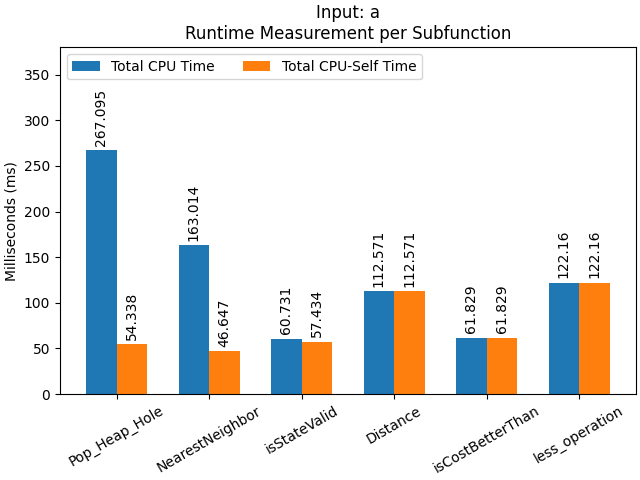 Input: a
Runtime Measurement per Subfunction
Total CPU Time
Total CPU-Self Time
Milliseconds (ms)
350
300
250
200
150
100
50
0
267.095
54.338
163.014
46.647
60.731
57.434
112.571
112.571
61.829
61.829
122.16
122.16
Pop_Heap_Hole
NearestNeighbor
isStateValid
Distance
isCostBetterThan
less_operation